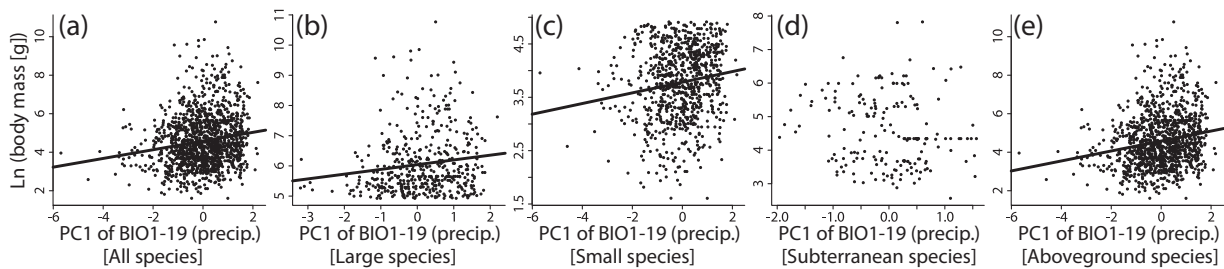 (a) (b) (c) (d) (e)
Ln (body mass [g])
10 8 6 4 2
-6 -4 -2 0 2
PC1 of BIO1-19 (precip.)
[All species]
11 10 9 8 7 6 5
-3 -2 -1 0 1 2
PC1 of BIO1-19 (precip.)
[Large species]
4.5 3.5 2.5 1.5
-6 -4 -2 0 2
PC1 of BIO1-19 (precip.)
[Small species]
8 7 6 5 4 3
-2.0 -1.0 0.0 1.0
PC1 of BIO1-19 (precip.)
[Subterranean species]
10 8 6 4 2
-6 -4 -2 0 2
PC1 of BIO1-19 (precip.)
[Aboveground species]